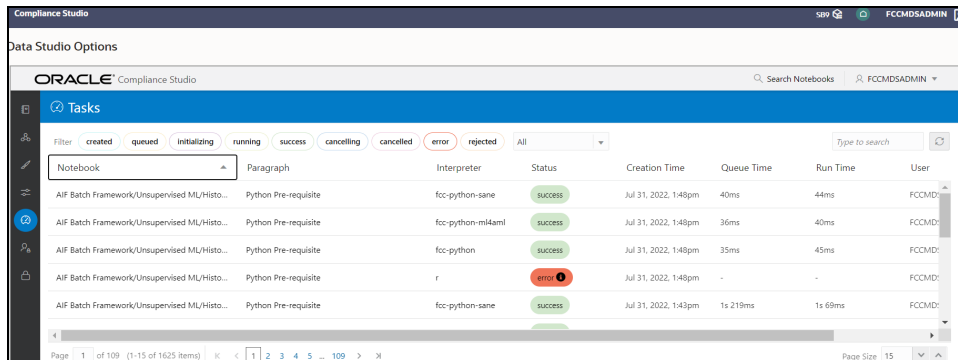 Compliance Studio SB9 FCCMDSADMIN
Data Studio Options
ORACLE® Compliance Studio Search Notebooks FCCMDSADMIN
Tasks
Filter created queued initializing running success cancelling cancelled error rejected All Type to search
Notebook Paragraph Interpreter Status Creation Time Queue Time Run Time User
AIF Batch Framework/Unsupervised ML/Histo... Python Pre-requisite fcc-python-sane success Jul 31, 2022, 1:48pm 40ms 44ms FCCMD
AIF Batch Framework/Unsupervised ML/Histo... Python Pre-requisite fcc-python-ml4aml success Jul 31, 2022, 1:48pm 36ms 40ms FCCMD
AIF Batch Framework/Unsupervised ML/Histo... Python Pre-requisite fcc-python success Jul 31, 2022, 1:48pm 35ms 45ms FCCMD
AIF Batch Framework/Unsupervised ML/Histo... Python Pre-requisite r error Jul 31, 2022, 1:48pm - - FCCMD
AIF Batch Framework/Unsupervised ML/Histo... Python Pre-requisite fcc-python-sane success Jul 31, 2022, 1:43pm 1s 219ms 1s 69ms FCCMD
Page 1 of 109 (1-15 of 1625 items) K < 1 2 3 4 5 ... 109 > >| Page Size 15